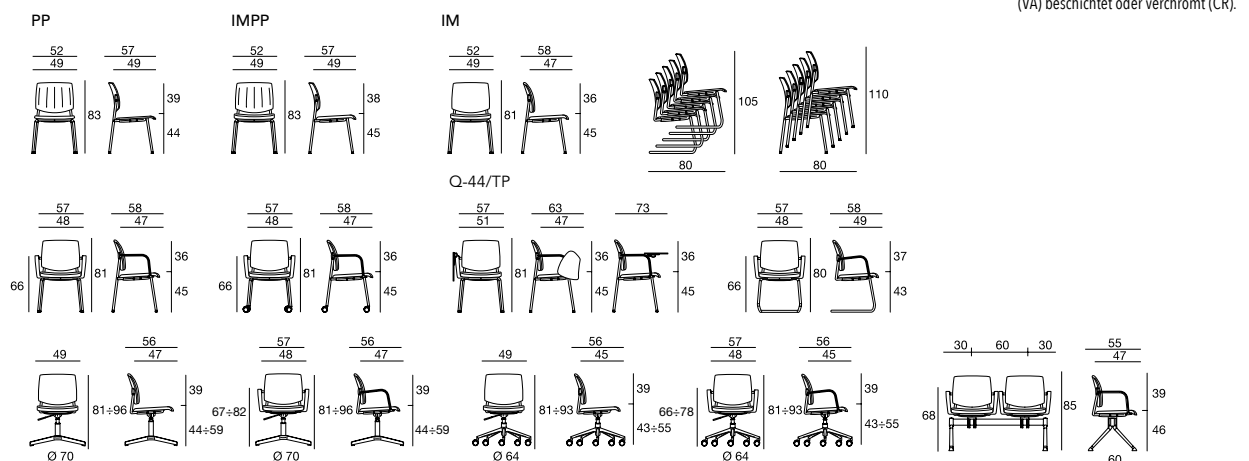 (VA) beschichtet oder verchromt (CR).
PP IMPP IM
52 57 52 57 52 58
49 49 49 49 49 47
83 39 44 83 38 45 81 36 45 105 110
80 80
Q-44/TP
57 58 57 58 57 63 73 57 58
48 47 48 47 51 47 48 49
66 81 36 45 66 81 36 45 81 36 45 36 45 66 80 37 43
49 56 57 56 49 56 57 56 30 60 30 55
47 48 47 45 48 45 47
81÷96 39 44÷59 67÷82 81÷96 39 44÷59 81÷93 39 43÷55 66÷78 81÷93 39 43÷55 68 85 39 46
Ø 70 Ø 70 Ø 64 Ø 64 60